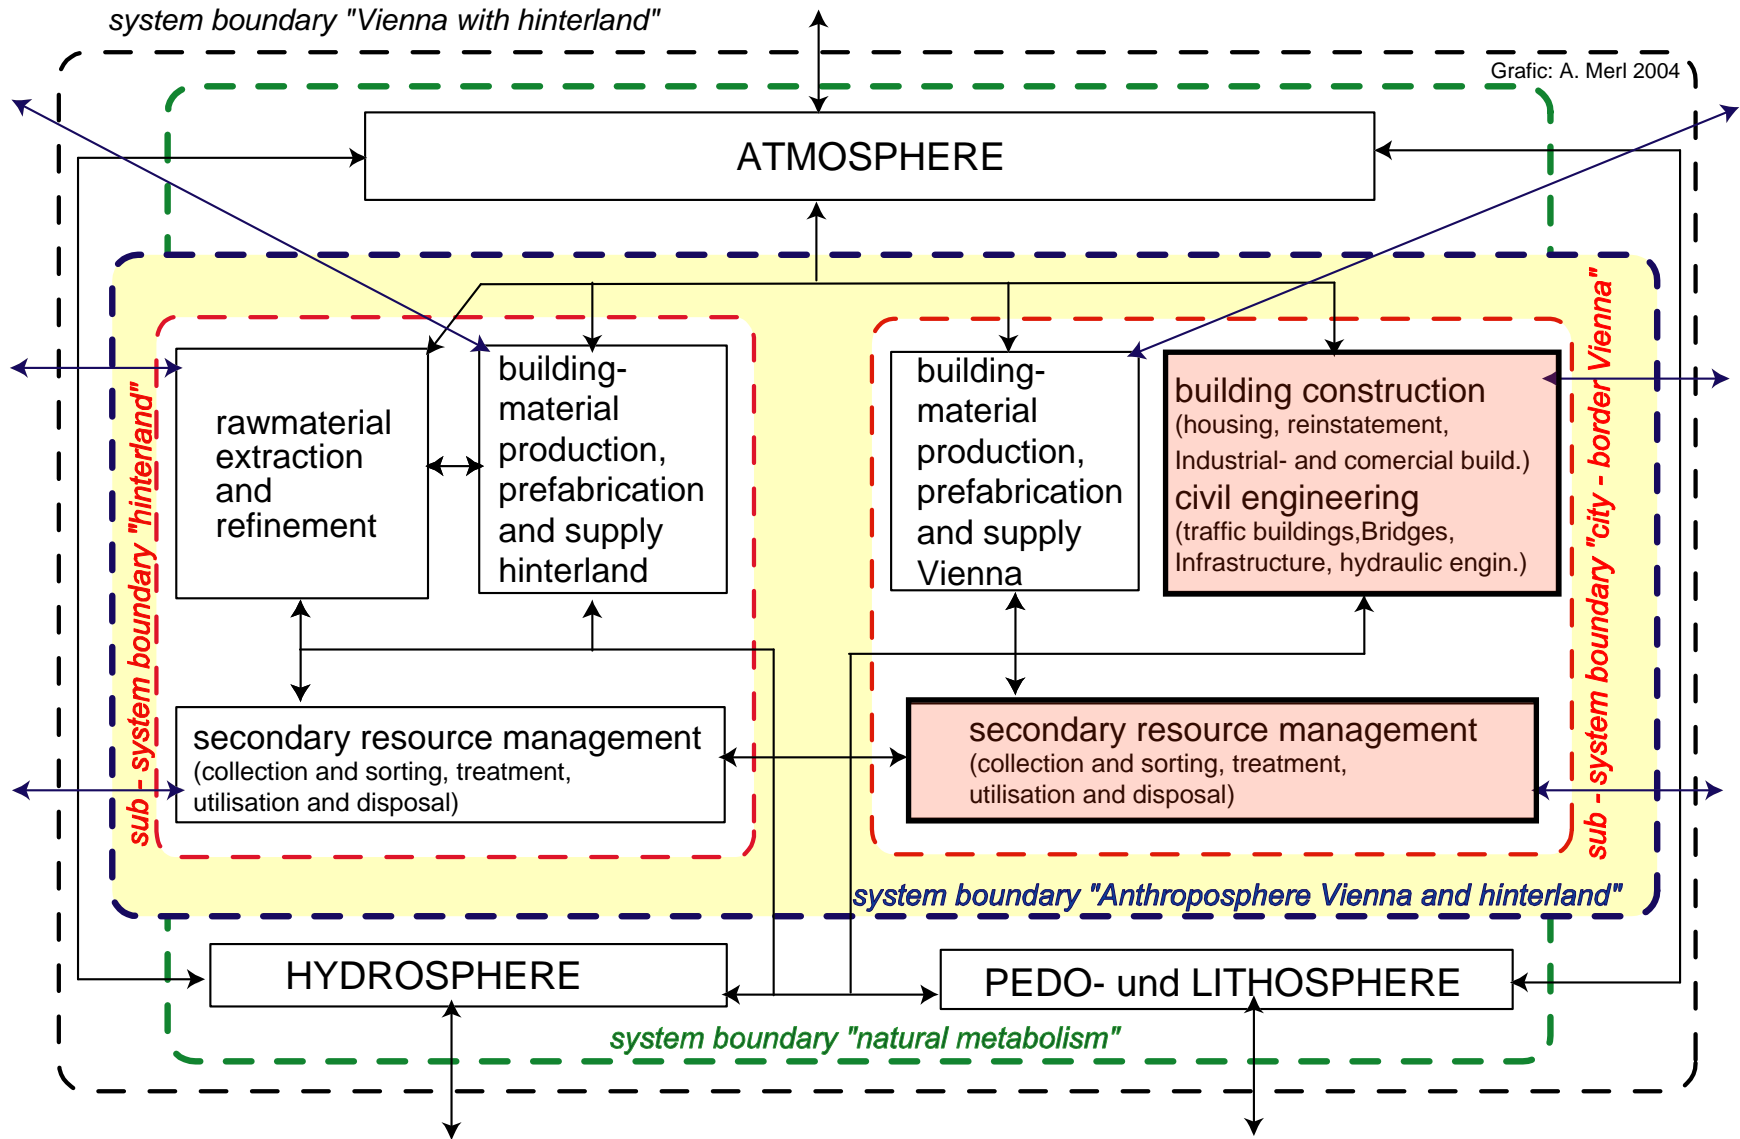 system boundary "Vienna with hinterland"
Grafic: A. Merl 2004
ATMOSPHERE
sub - system boundary "hinterland"
rawmaterial
extraction
and
refinement
building-
material
production,
prefabrication
and supply
hinterland
building-
material
production,
prefabrication
and supply
Vienna
building construction
(housing, reinstatement,
Industrial- and comercial build.)
civil engineering
(traffic buildings,Bridges,
Infrastructure, hydraulic engin.)
sub - system boundary "city - border Vienna"
secondary resource management
(collection and sorting, treatment,
utilisation and disposal)
secondary resource management
(collection and sorting, treatment,
utilisation and disposal)
system boundary "Anthroposphere Vienna and hinterland"
HYDROSPHERE
PEDO- und LITHOSPHERE
system boundary "natural metabolism"